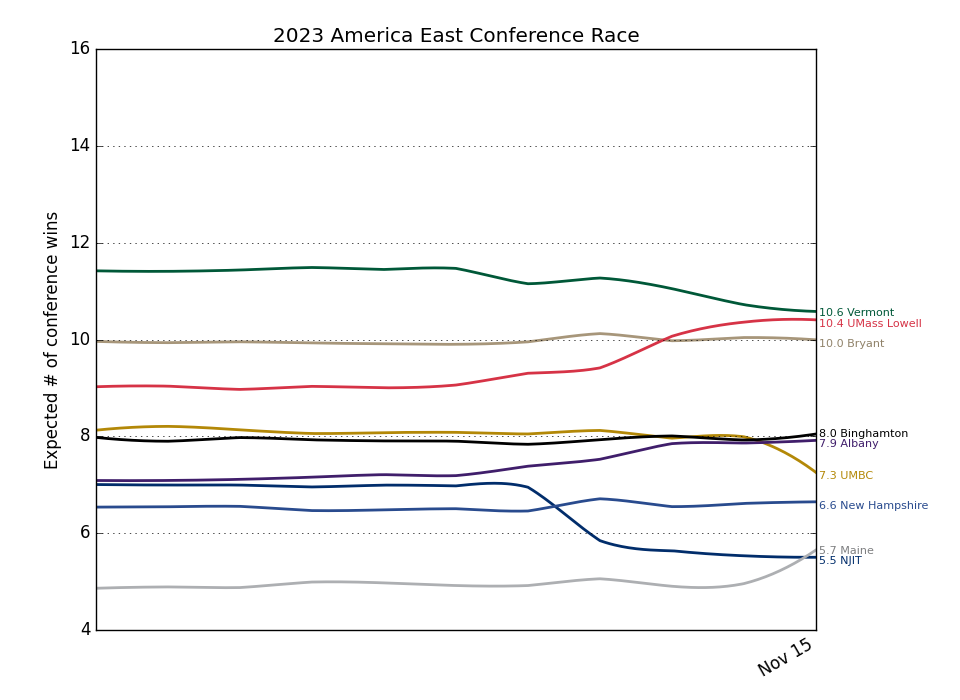 2023 America East Conference Race
Expected # of conference wins
16
14
12
10
8
6
4
10.6 Vermont
10.4 UMass Lowell
10.0 Bryant
8.0 Binghamton
7.9 Albany
7.3 UMBC
6.6 New Hampshire
5.7 Maine
5.5 NJIT
Nov 15